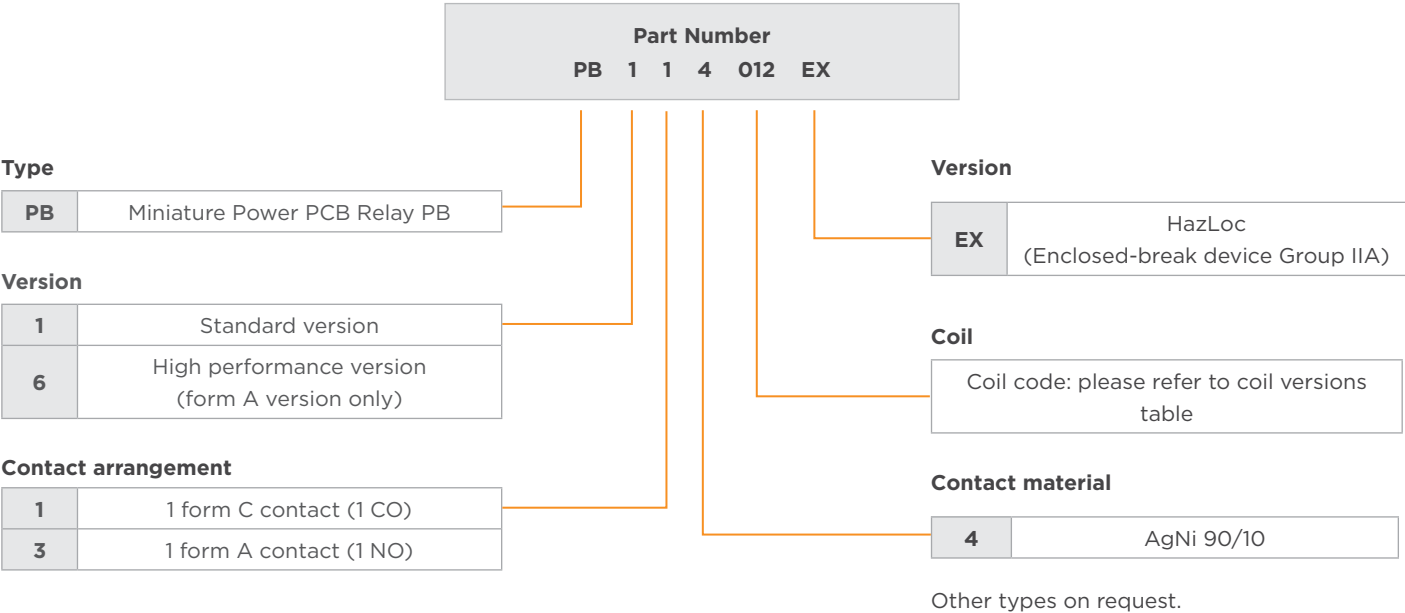 Part Number
PB 1 1 4 012 EX
Type
PB Miniature Power PCB Relay PB
Version
1 Standard version
6 High performance version
(form A version only)
Contact arrangement
1 1 form C contact (1 CO)
3 1 form A contact (1 NO)
Version
EX HazLoc
(Enclosed-break device Group IIA)
Coil
Coil code: please refer to coil versions
table
Contact material
4 AgNi 90/10
Other types on request.